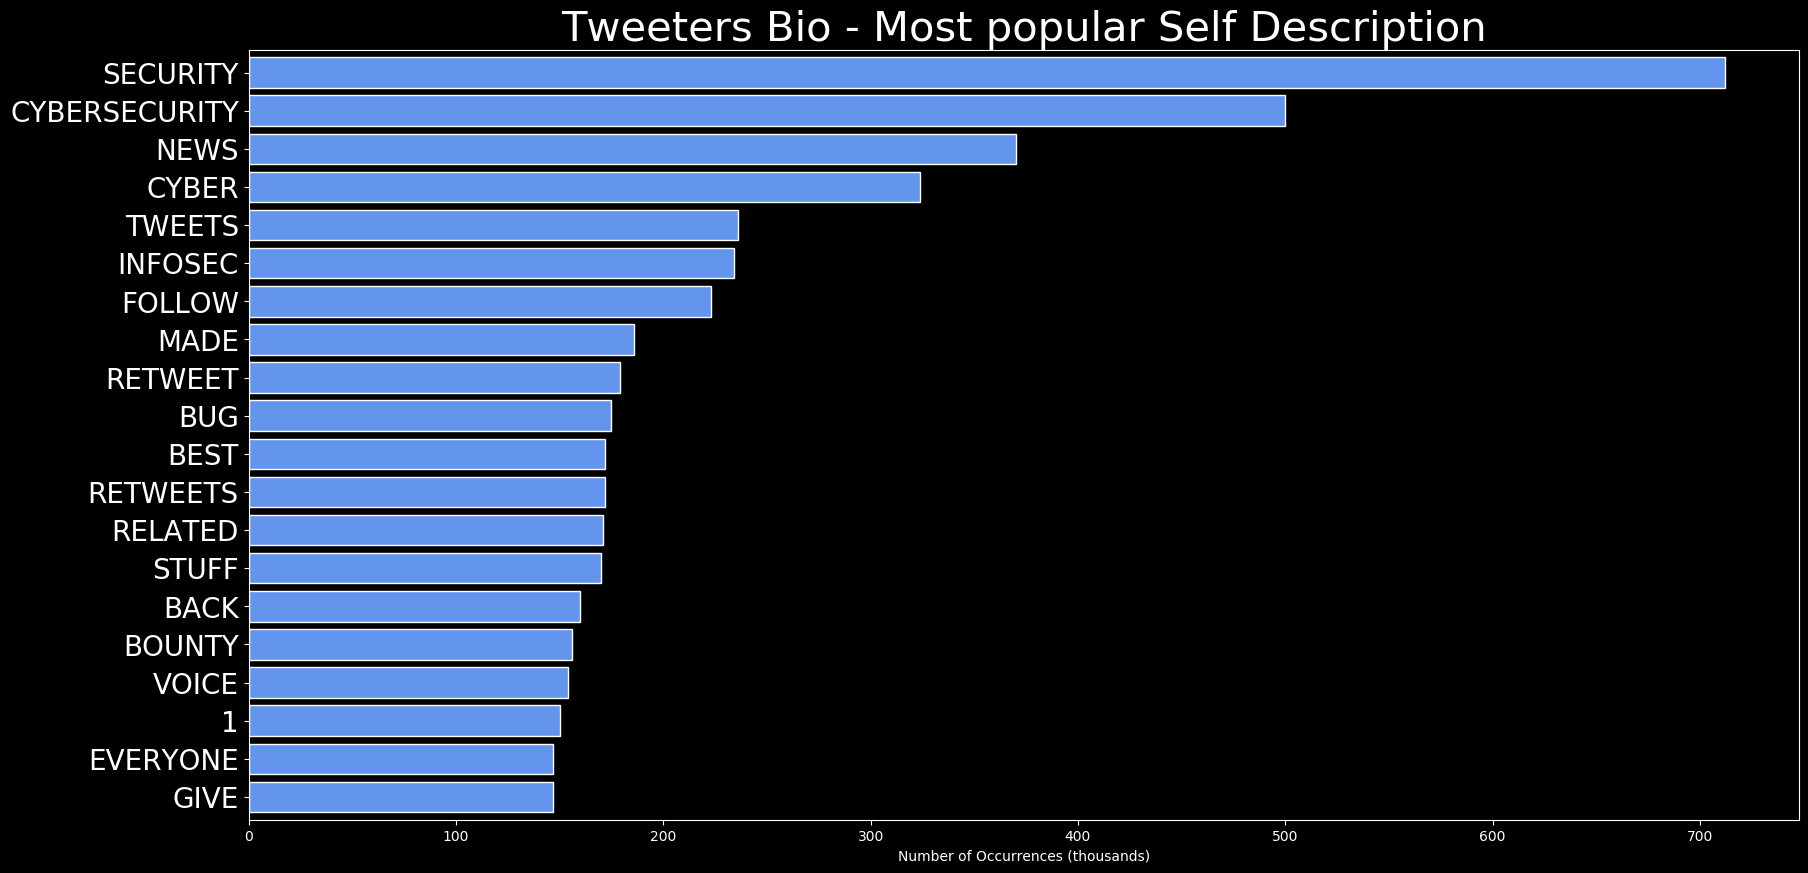 Tweeters Bio - Most popular Self Description
SECURITY
CYBERSECURITY
NEWS
CYBER
TWEETS
INFOSEC
FOLLOW
MADE
RETWEET
BUG
BEST
RETWEETS
RELATED
STUFF
BACK
BOUNTY
VOICE
1
EVERYONE
GIVE
0 100 200 300 400 500 600 700
Number of Occurrences (thousands)